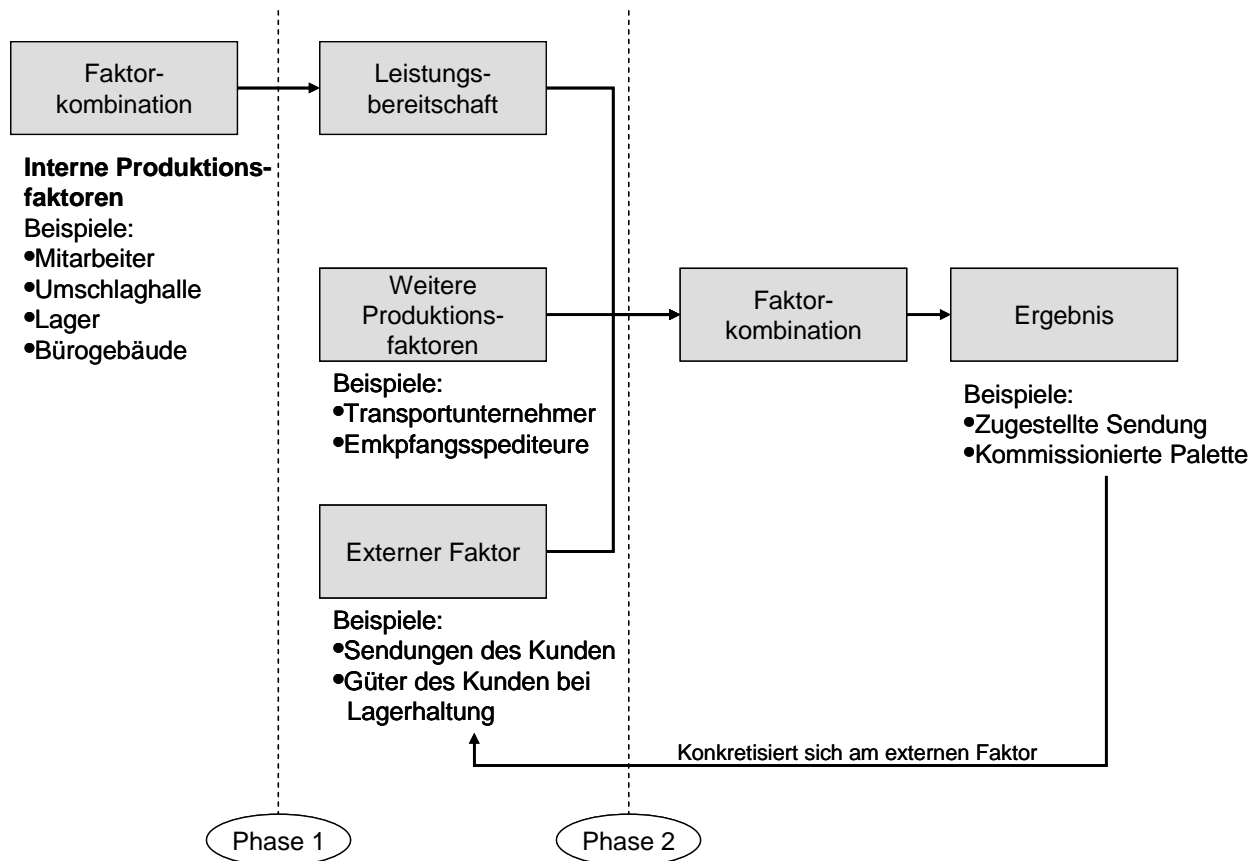 Faktor-
kombination
Interne Produktions-
faktoren
Beispiele:
•Mitarbeiter
•Umschlaghalle
•Lager
•Bürogebäude
Leistungs-
bereitschaft
Weitere
Produktions-
faktoren
Beispiele:
•Transportunternehmer
•Emkpfangsspediteure
Externer Faktor
Beispiele:
•Sendungen des Kunden
•Güter des Kunden bei
Lagerhaltung
Faktor-
kombination
Ergebnis
Beispiele:
•Zugestellte Sendung
•Kommissionierte Palette
Konkretisiert sich am externen Faktor
Phase 1
Phase 2